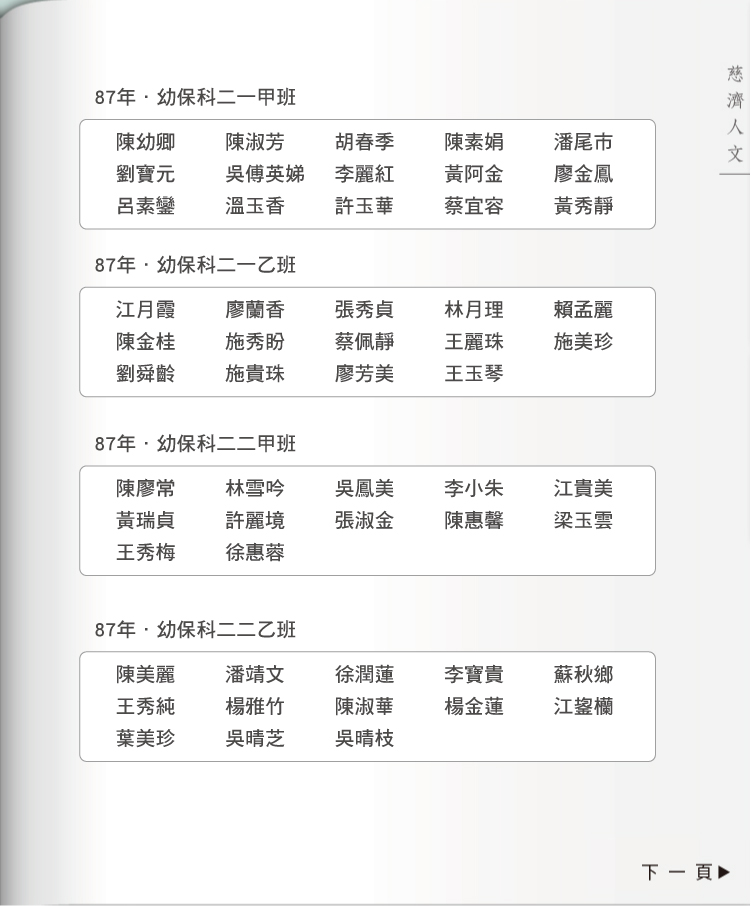 慈濟人文
87年．幼保科二一甲班
陳幼卿 陳淑芳 胡春季 陳素娟 潘尾市
劉寶元 吳傅英娣 李麗紅 黃阿金 廖金鳳
呂素鑾 溫玉香 許玉華 蔡宜容 黃秀靜
87年．幼保科二一乙班
江月霞 廖蘭香 張秀貞 林月理 賴孟麗
陳金桂 施秀盼 蔡佩靜 王麗珠 施美珍
劉舜齡 施貴珠 廖芳美 王玉琴
87年．幼保科二二甲班
陳廖常 林雪吟 吳鳳美 李小朱 江貴美
黃瑞貞 許麗境 張淑金 陳惠馨 梁玉雲
王秀梅 徐惠蓉
87年．幼保科二二乙班
陳美麗 潘靖文 徐潤蓮 李寶貴 蘇秋鄉
王秀純 楊雅竹 陳淑華 楊金蓮 江鋆欗
葉美珍 吳晴芝 吳晴枝
下一頁▶